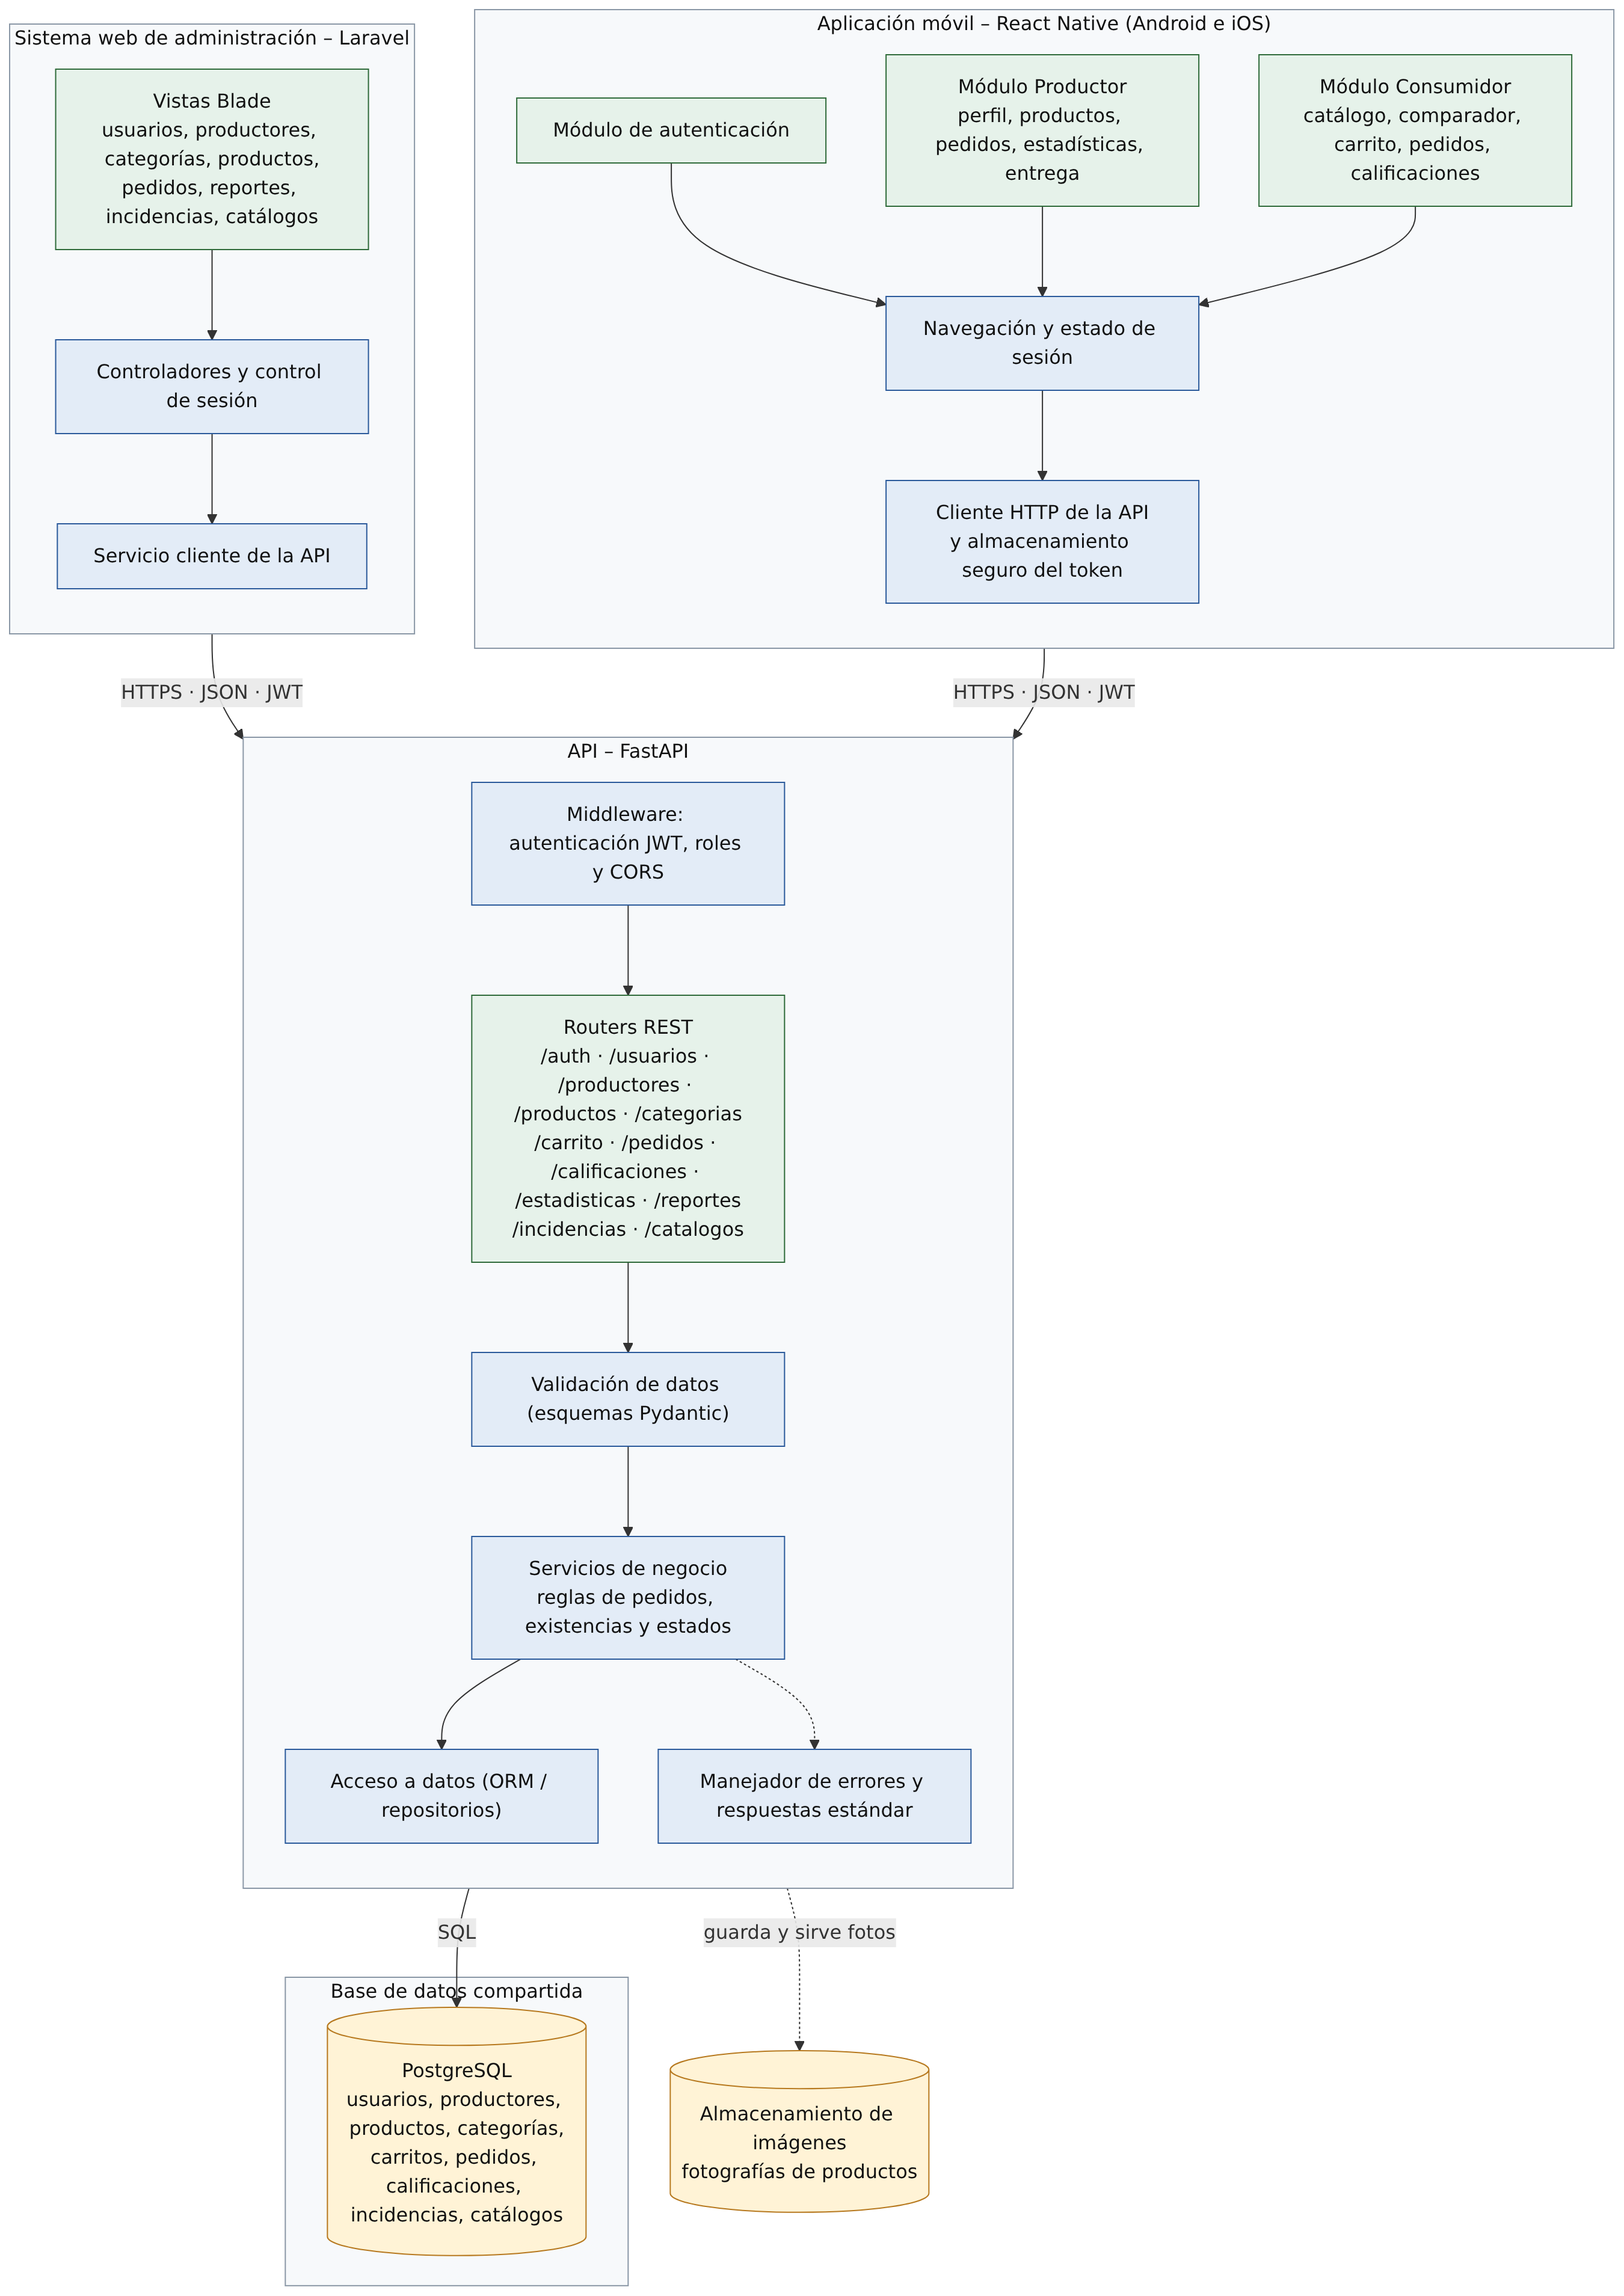 Sistema web de administración – Laravel
Vistas Blade
usuarios, productores,
categorías, productos,
pedidos, reportes,
incidencias, catálogos
Controladores y control
de sesión
Servicio cliente de la API
Aplicación móvil – React Native (Android e iOS)
Módulo de autenticación
Módulo Productor
perfil, productos,
pedidos, estadísticas,
entrega
Módulo Consumidor
catálogo, comparador,
carrito, pedidos,
calificaciones
Navegación y estado de
sesión
Cliente HTTP de la API
y almacenamiento
seguro del token
HTTPS · JSON · JWT
HTTPS · JSON · JWT
API – FastAPI
Middleware:
autenticación JWT, roles
y CORS
Routers REST
/auth · /usuarios ·
/productores ·
/productos · /categorias
/carrito · /pedidos ·
/calificaciones ·
/estadisticas · /reportes
/incidencias · /catalogos
Validación de datos
(esquemas Pydantic)
Servicios de negocio
reglas de pedidos,
existencias y estados
Acceso a datos (ORM /
repositorios)
Manejador de errores y
respuestas estándar
SQL
guarda y sirve fotos
Base de datos compartida
PostgreSQL
usuarios, productores,
productos, categorías,
carritos, pedidos,
calificaciones,
incidencias, catálogos
Almacenamiento de
imágenes
fotografías de productos